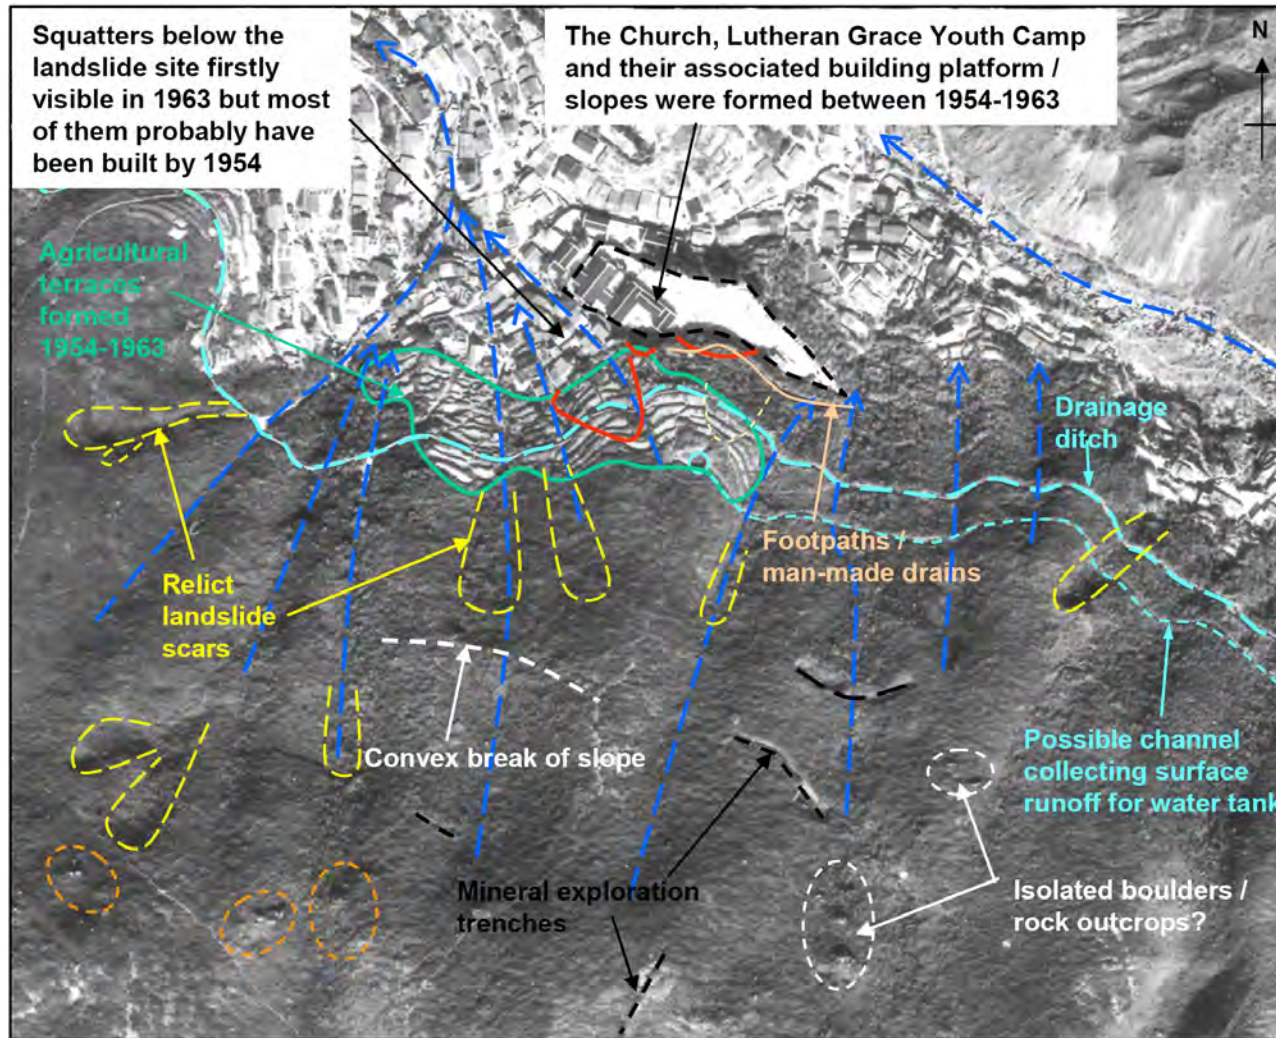 Squatters below the
landslide site firstly
visible in 1963 but most
of them probably have
been built by 1954
The Church, Lutheran Grace Youth Camp
and their associated building platform /
slopes were formed between 1954-1963
N
Agricultural
terraces
formed
1954-1963
Drainage
ditch
Footpaths /
man-made drains
Relict
landslide
scars
Convex break of slope
Possible channel
collecting surface
runoff for water tank
Mineral exploration
trenches
Isolated boulders /
rock outcrops?